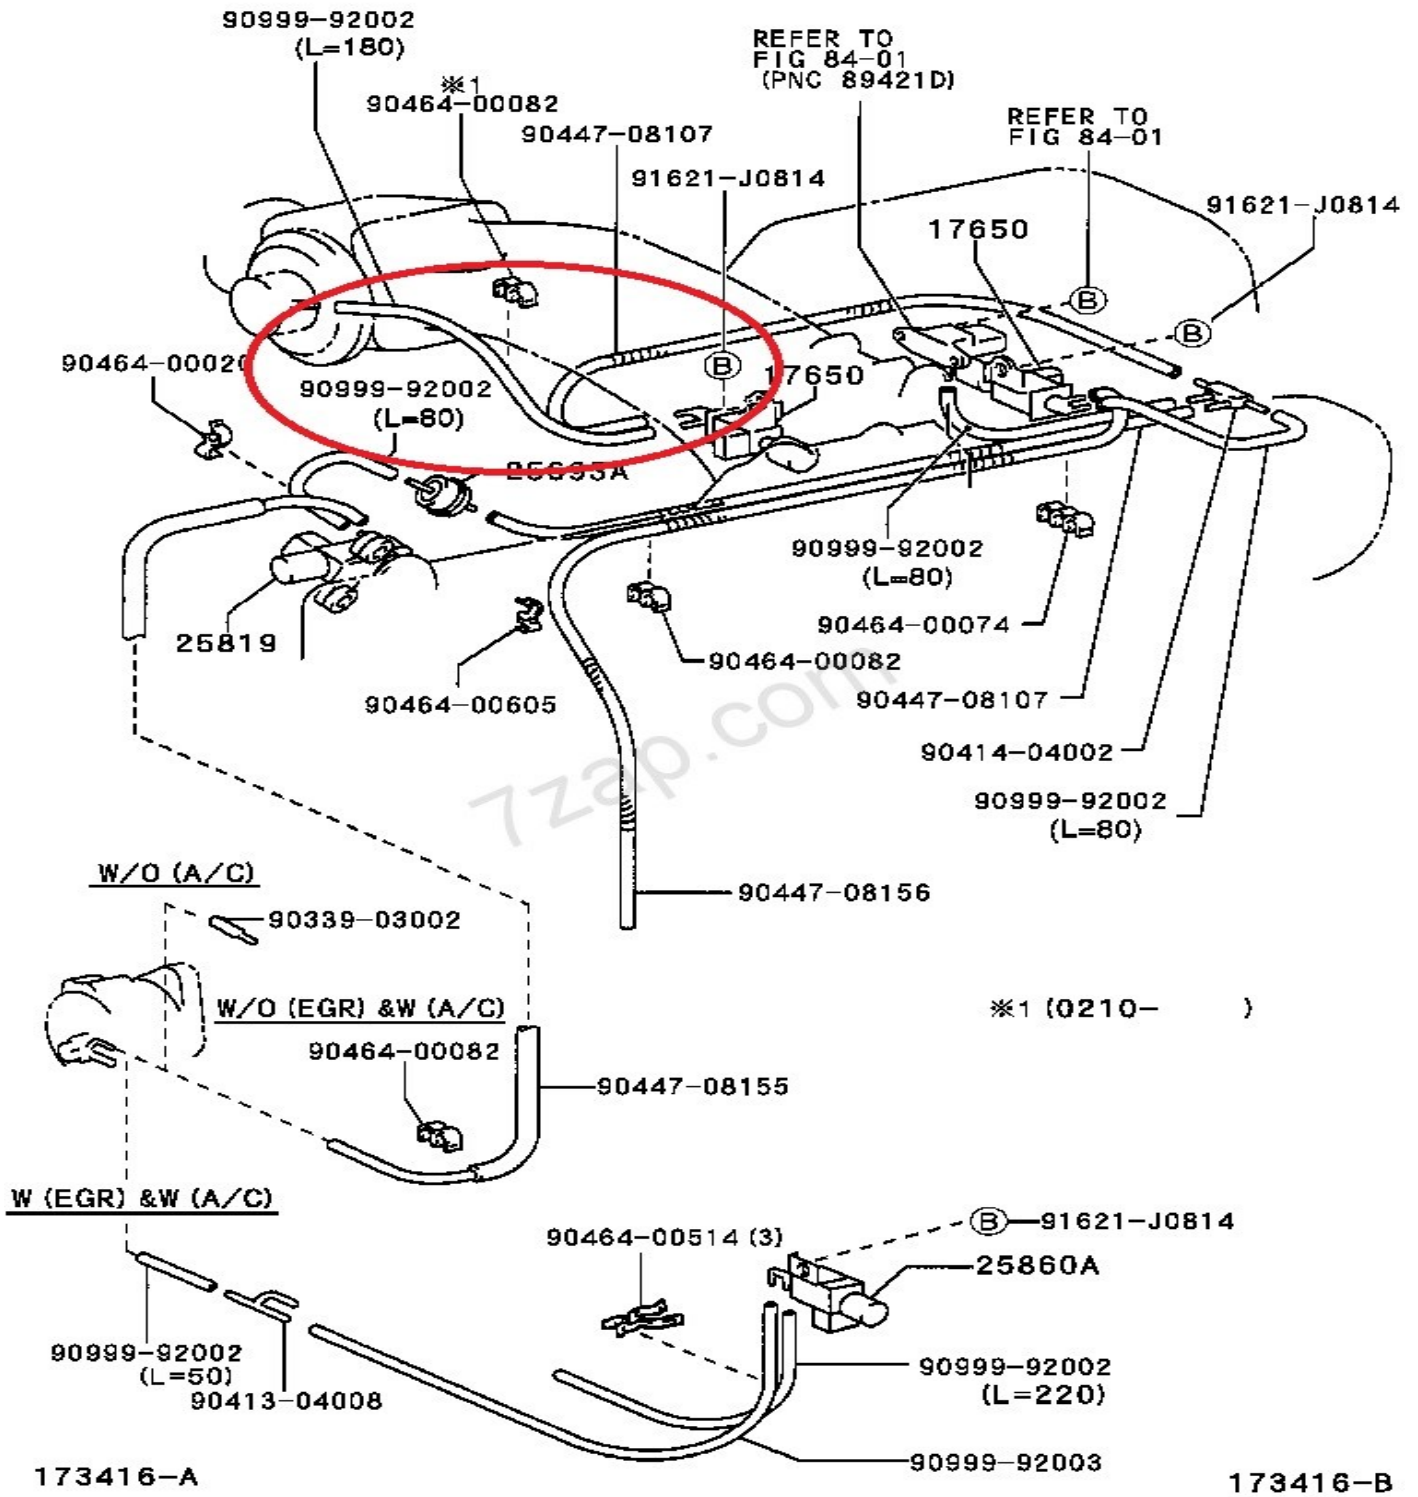 90999-92002
(L=180)
※1
90464-00082
90447-08107
91621-J0814
REFER TO
FIG 84-01
(PNC 89421D)
REFER TO
FIG 84-01
91621-J0814
17650
B
B
B
17650
90464-0002
90999-92002
(L=80)
25819
90464-00605
90464-00082
90999-92002
(L=80)
90464-00074
90447-08107
90414-04002
90999-92002
(L=80)
7zap.com
90447-08156
W/O (A/C)
90339-03002
W/O (EGR) &W (A/C)
90464-00082
90447-08155
※1 (0210- )
W (EGR) &W (A/C)
90464-00514 (3)
B 91621-J0814
25860A
90999-92002
(L=50)
90413-04008
90999-92002
(L=220)
90999-92003
173416-A
173416-B